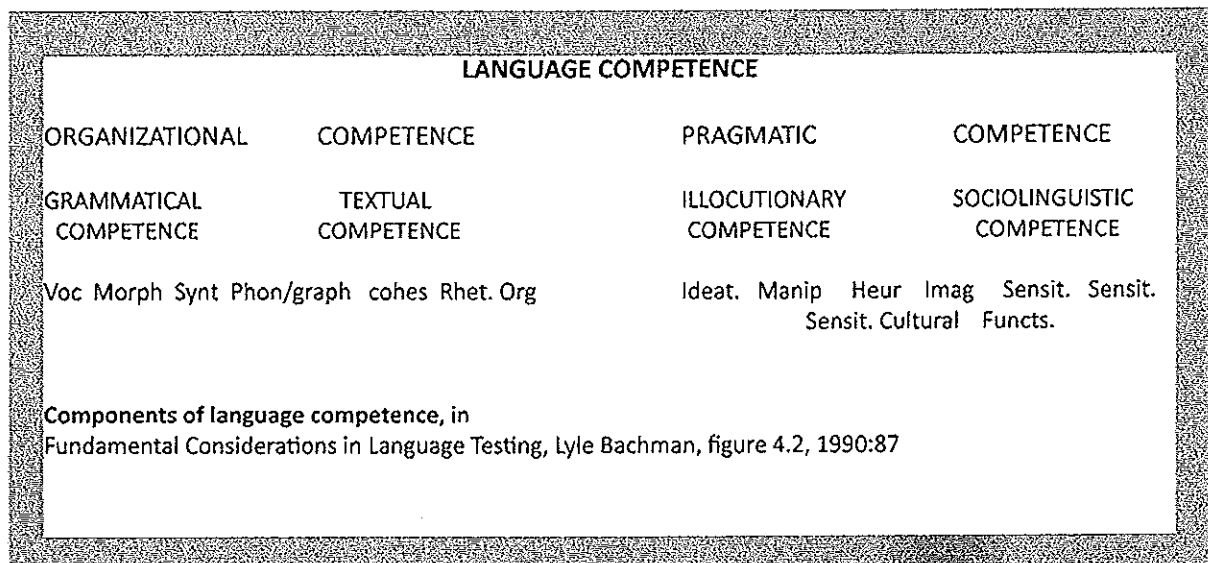 LANGUAGE COMPETENCE
ORGANIZATIONAL COMPETENCE PRAGMATIC COMPETENCE
GRAMMATICAL TEXTUAL ILLOCUTIONARY SOCIOLINGUISTIC
COMPETENCE COMPETENCE COMPETENCE COMPETENCE
Voc Morph Synt Phon/graph cohes Rhet. Org Ideat. Manip Heur Imag Sensit. Sensit.
Sensit. Cultural Functs.
Components of language competence, in
Fundamental Considerations in Language Testing, Lyle Bachman, figure 4.2, 1990:87